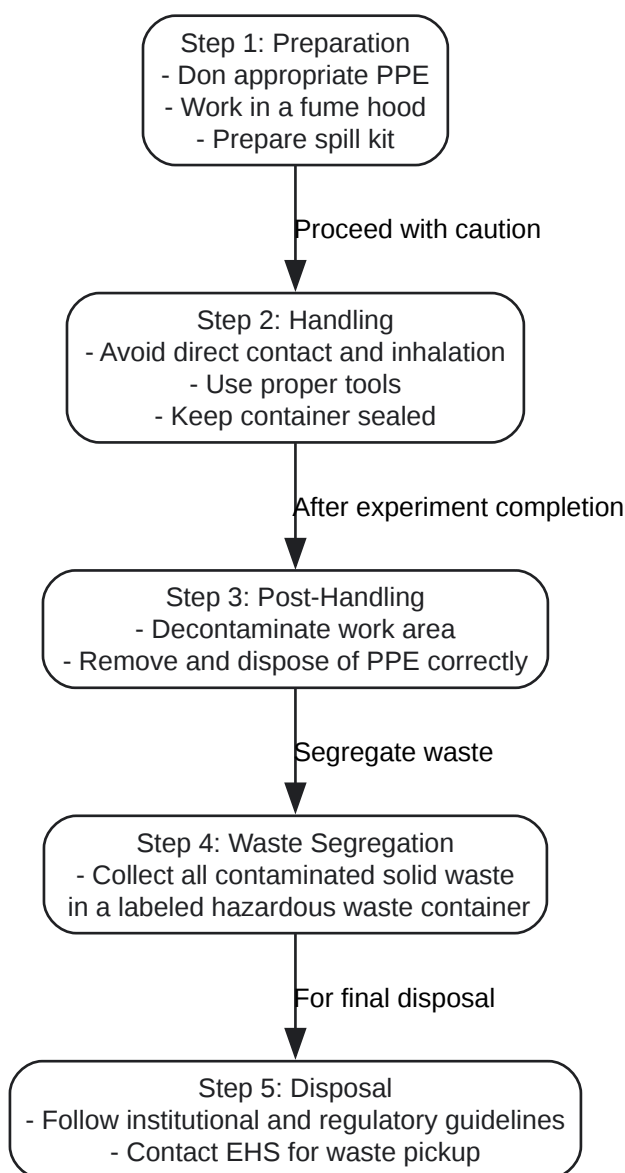 Step 1: Preparation
- Don appropriate PPE
- Work in a fume hood
- Prepare spill kit
Proceed with caution
Step 2: Handling
- Avoid direct contact and inhalation
- Use proper tools
- Keep container sealed
After experiment completion
Step 3: Post-Handling
- Decontaminate work area
- Remove and dispose of PPE correctly
Segregate waste
Step 4: Waste Segregation
- Collect all contaminated solid waste
in a labeled hazardous waste container
For final disposal
Step 5: Disposal
- Follow institutional and regulatory guidelines
- Contact EHS for waste pickup